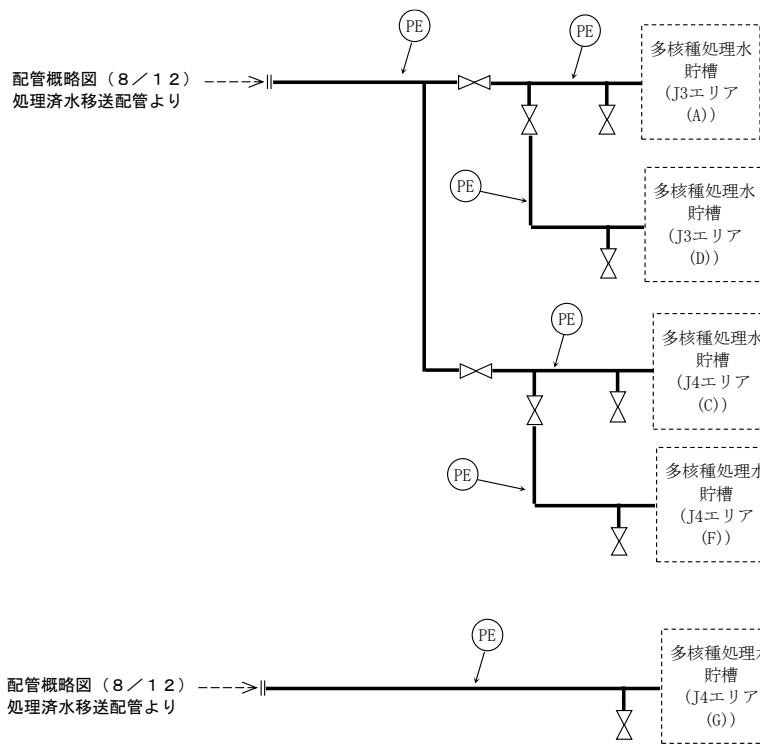 PE
PE
配管概略図（８／１２）
処理済水移送配管より
多核種処理水
貯槽
(J3エリア
(A))
PE
多核種処理水
貯槽
(J3エリア
(D))
PE
多核種処理水
貯槽
(J4エリア
(C))
PE
多核種処理水
貯槽
(J4エリア
(F))
PE
配管概略図（８／１２）
処理済水移送配管より
多核種処理水
貯槽
(J4エリア
(G))